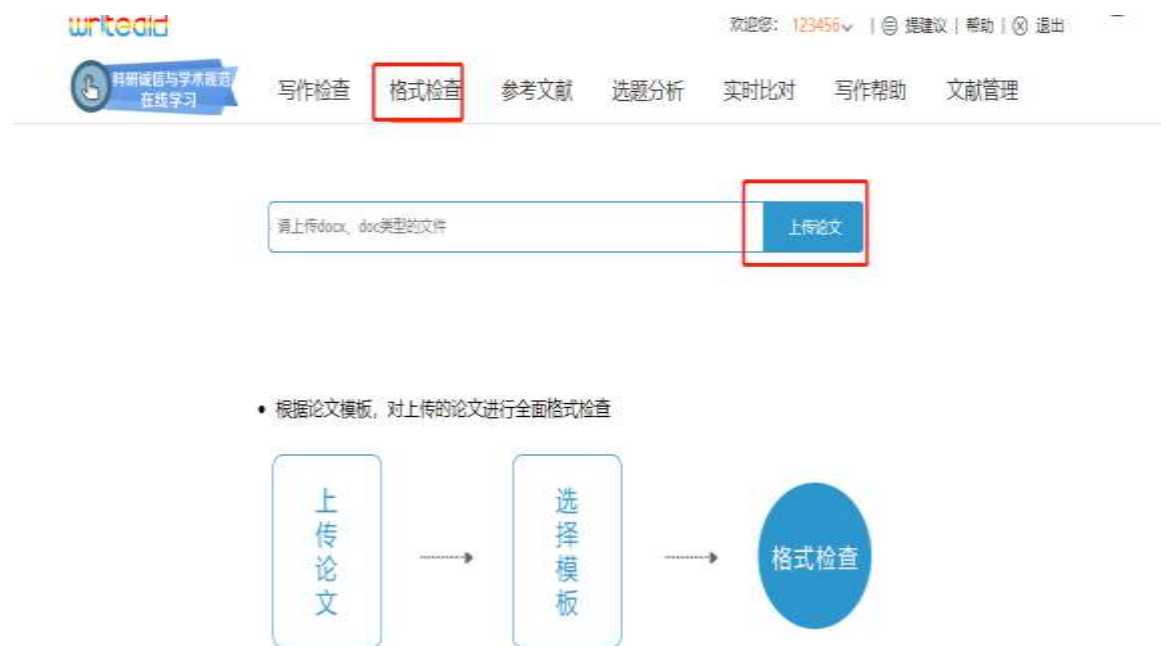 writeaid
欢迎您： 123456 | 提建议 | 帮助 | 退出
科研诚信与学术规范
在线学习
写作检查 格式检查 参考文献 选题分析 实时比对 写作帮助 文献管理
请上传docx、doc类型的文件 上传论文
• 根据论文模板，对上传的论文进行全面格式检查
上传论文
选择模板
格式检查